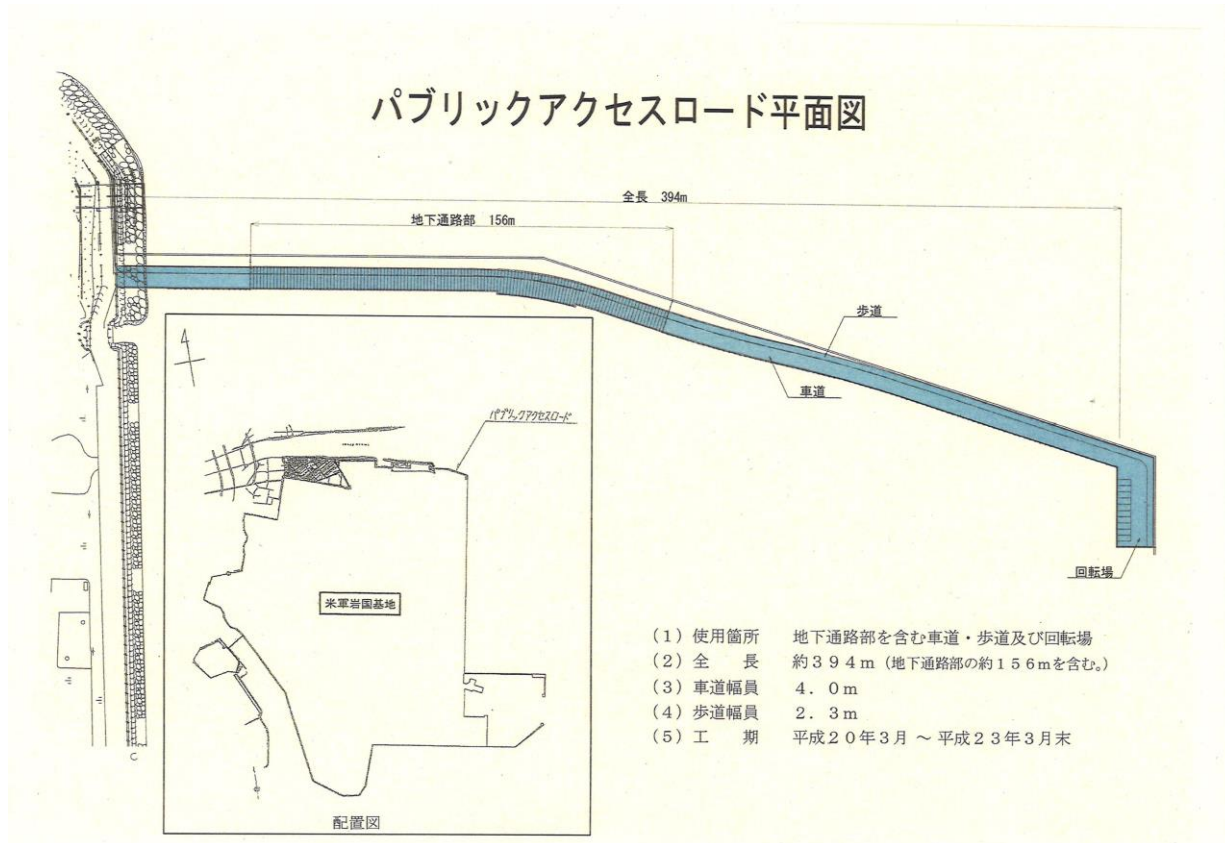 パブリックアクセスロード平面図
全長 394m
地下通路部 156m
歩道
車道
回転場
パブリックアクセスロード
米軍岩国基地
配置図
(1) 使用箇所 地下通路部を含む車道・歩道及び回転場
(2) 全 長 約394m (地下通路部の約156mを含む。)
(3) 車道幅員 4.0m
(4) 歩道幅員 2.3m
(5) 工 期 平成20年3月 ~ 平成23年3月末